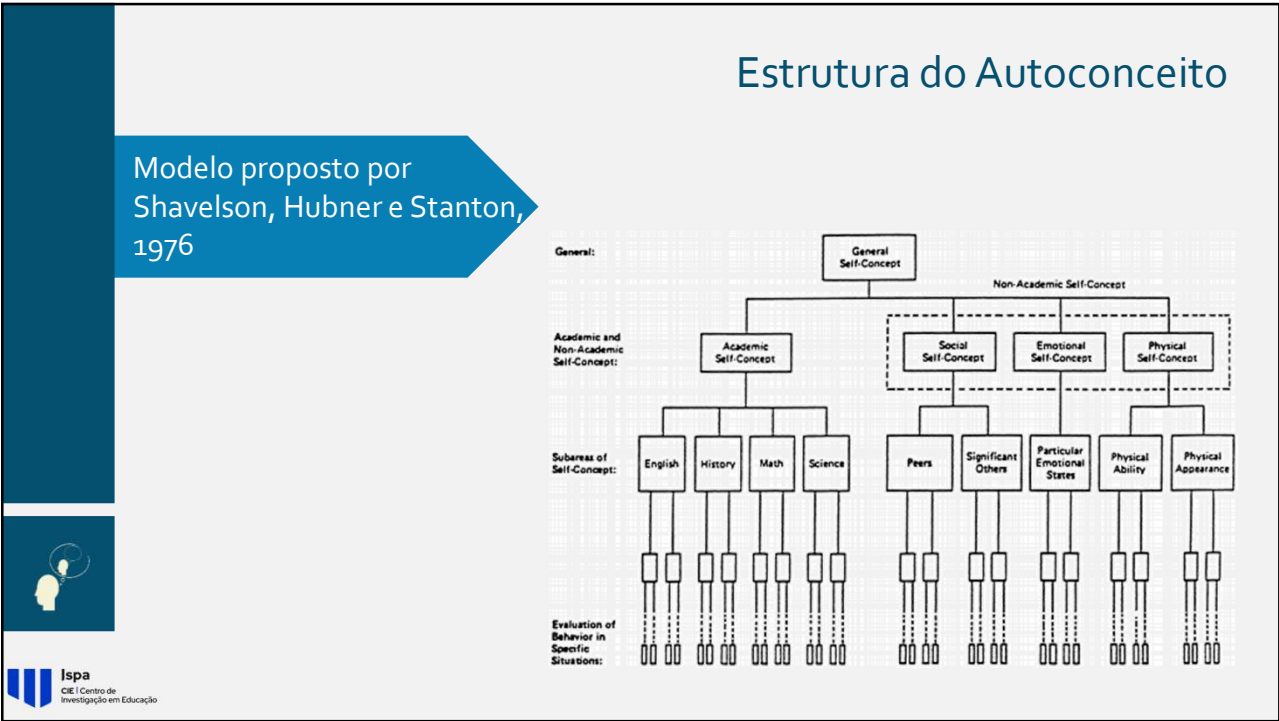 Estrutura do Autoconceito
Modelo proposto por
Shavelson, Hubner e Stanton,
1976
General:
General
Self-Concept
Non-Academic Self-Concept
Academic and
Non-Academic
Self-Concept:
Academic
Self-Concept
Social
Self-Concept
Emotional
Self-Concept
Physical
Self-Concept
Subareas of
Self-Concept:
English
History
Math
Science
Peers
Significant
Others
Particular
Emotional
States
Physical
Ability
Physical
Appearance
Evaluation of
Behavior in
Specific
Situations:
Ispa
CIE | Centro de
Investigação em Educação